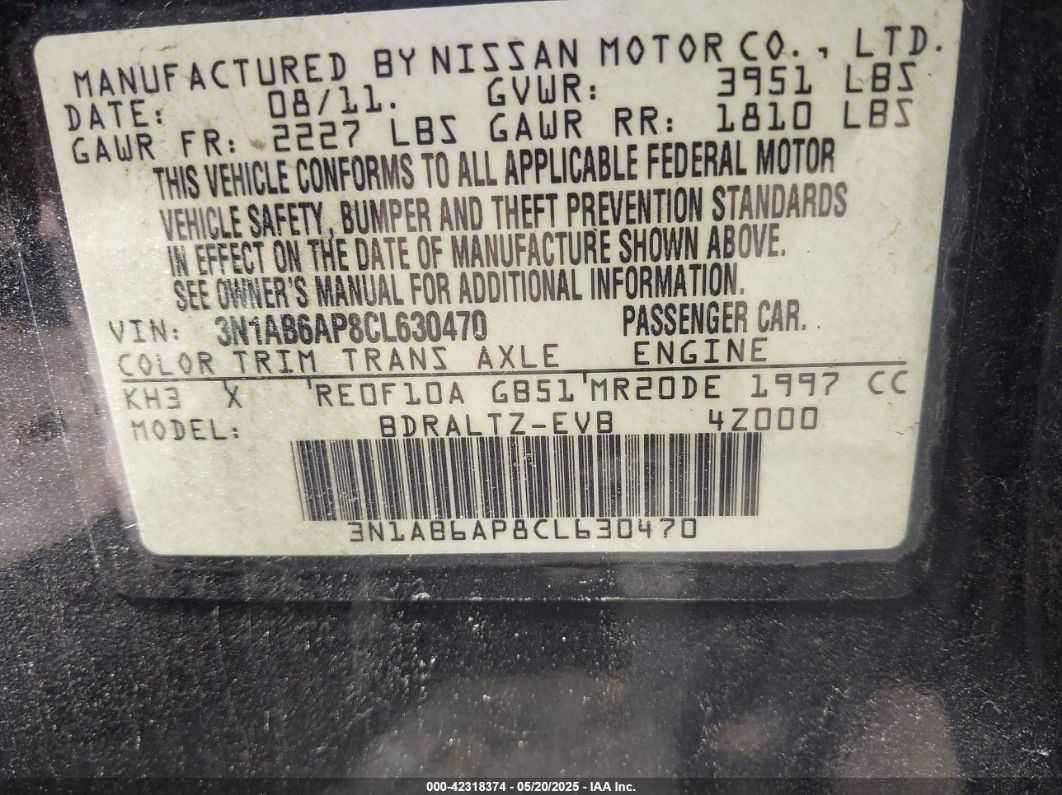 MANUFACTURED BY NISSAN MOTOR CO., LTD.
DATE: 08/11. GVWR: 3951 LBS
GAWR FR: 2227 LBS GAWR RR: 1810 LBS
THIS VEHICLE CONFORMS TO ALL APPLICABLE FEDERAL MOTOR
VEHICLE SAFETY, BUMPER AND THEFT PREVENTION STANDARDS
IN EFFECT ON THE DATE OF MANUFACTURE SHOWN ABOVE.
SEE OWNER'S MANUAL FOR ADDITIONAL INFORMATION.
VIN: 3N1AB6AP8CL630470 PASSENGER CAR.
COLOR TRIM TRANS AXLE ENGINE
KH3 X RE0F10A GB51 MR20DE 1997 CC
MODEL: BDRALTZ-EVB 4Z000
3N1AB6AP8CL630470
000-42318374 - 05/20/2025 - IAA Inc.